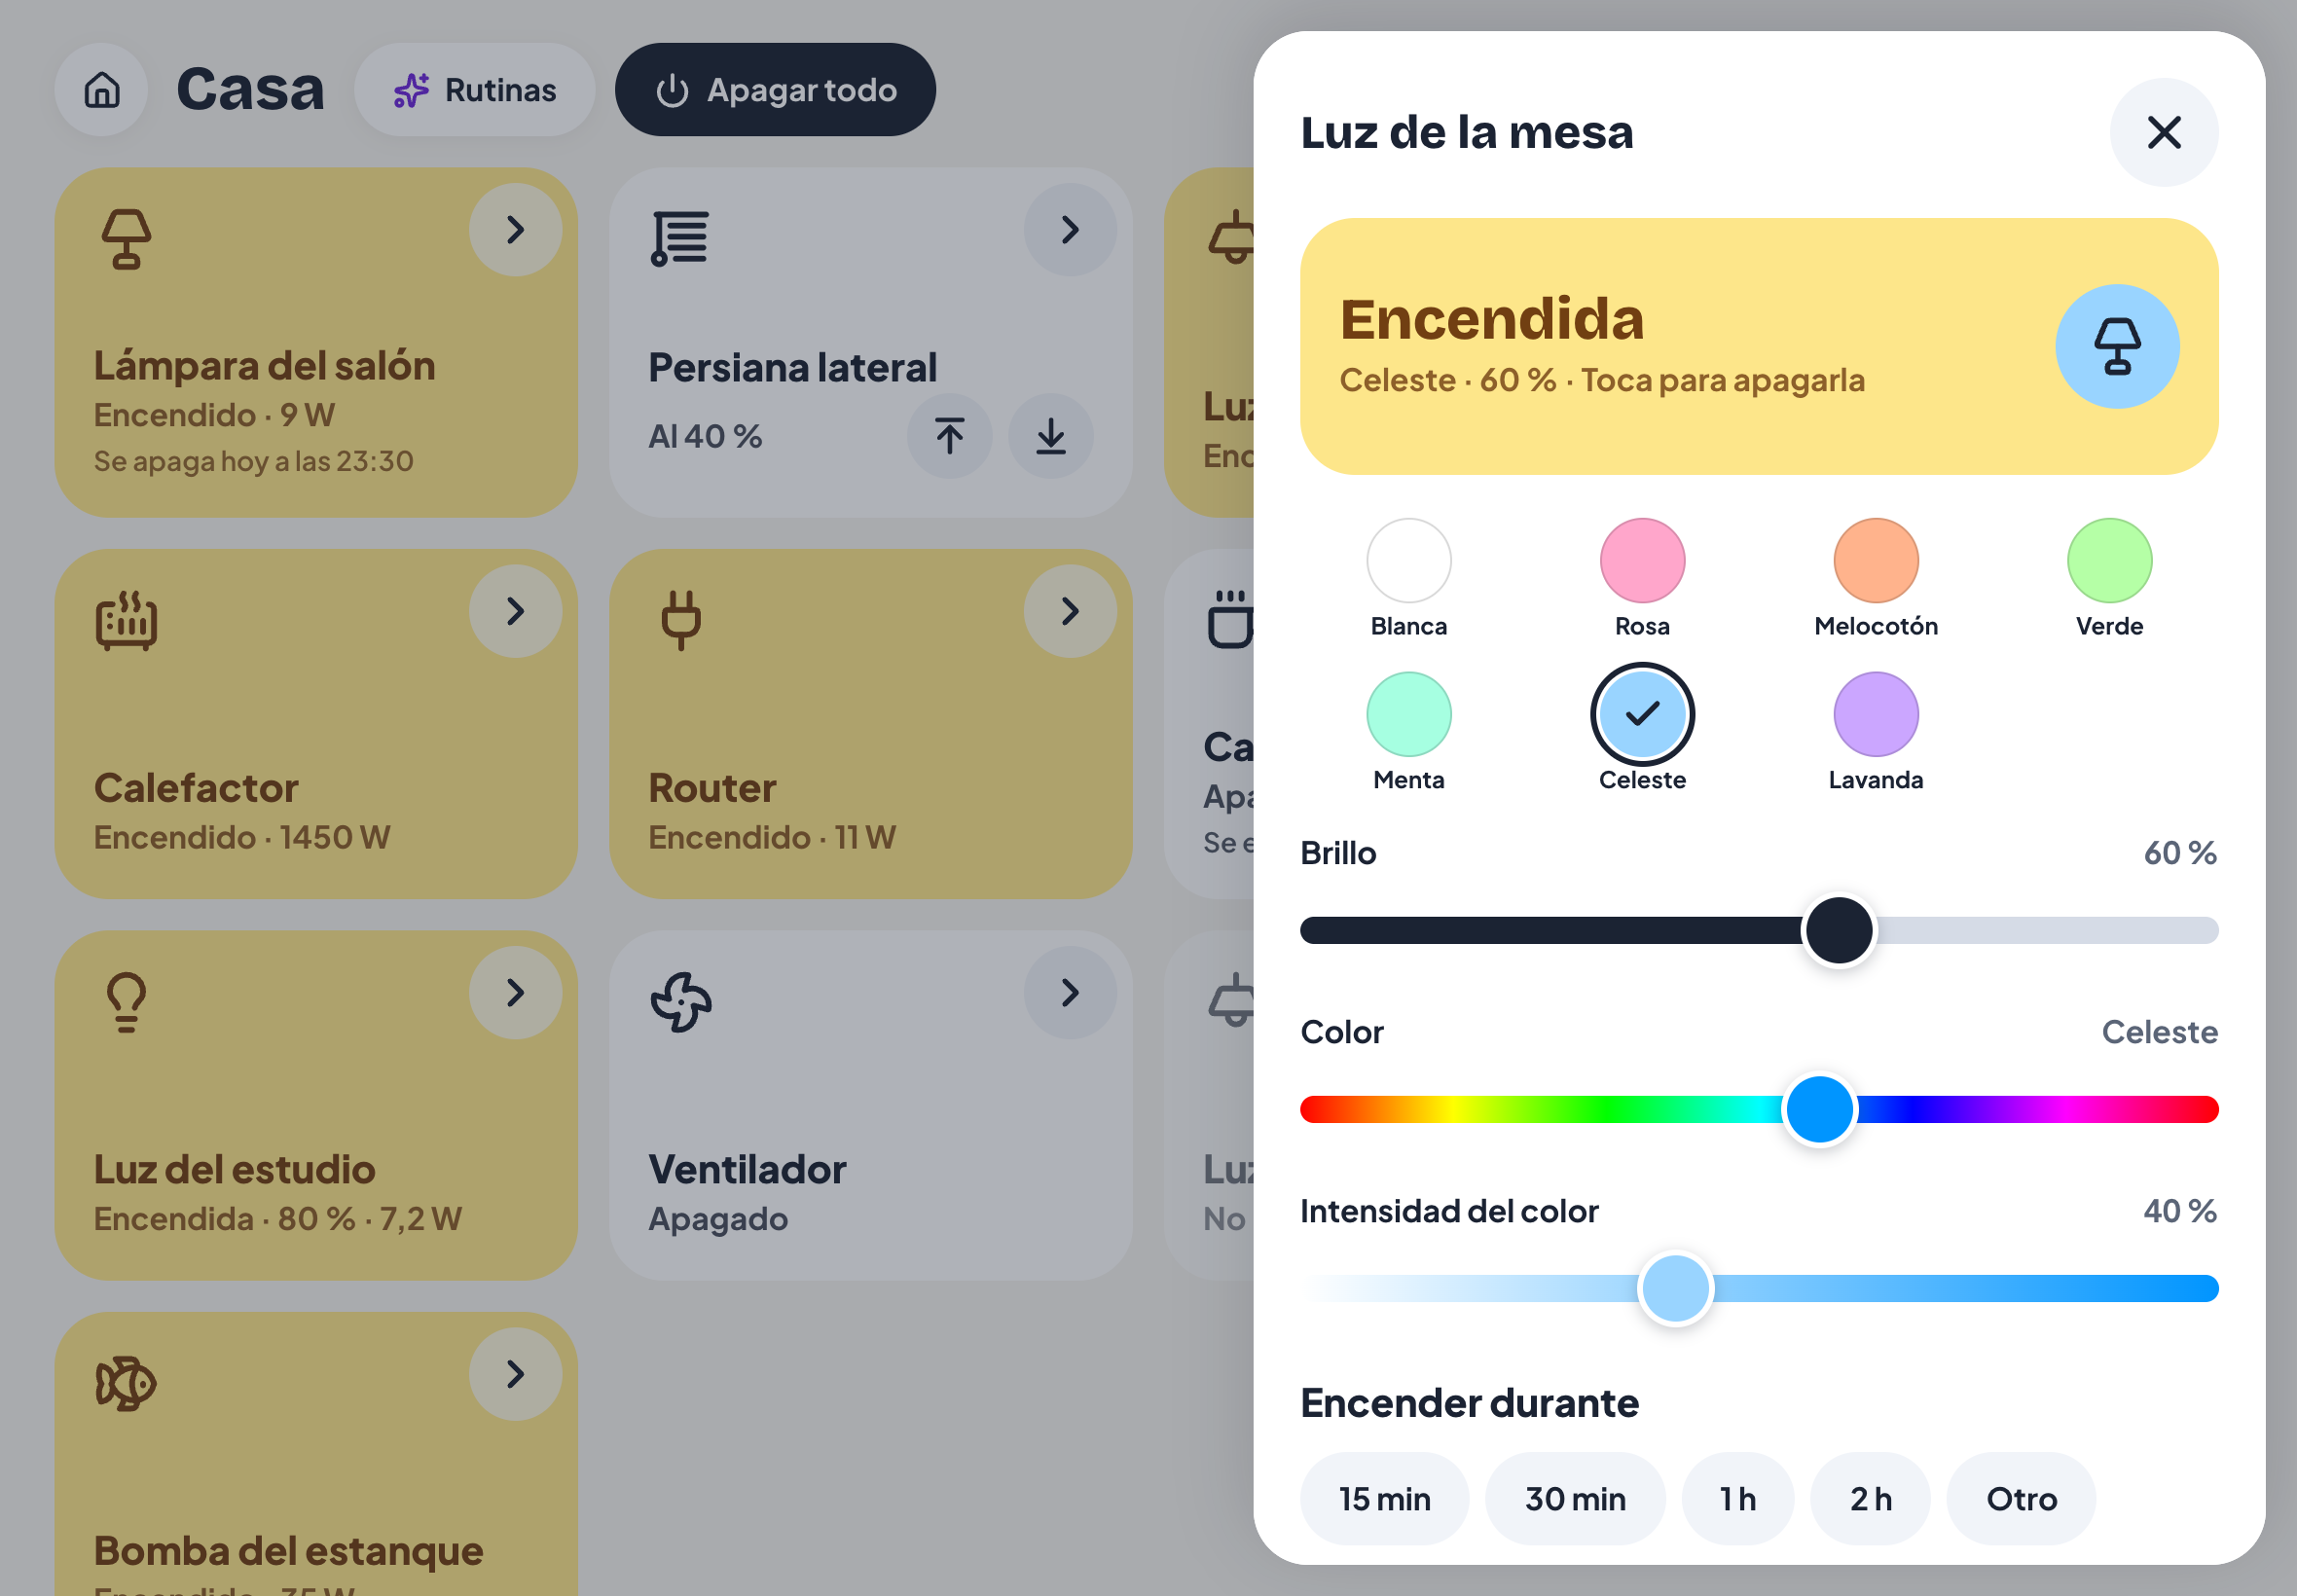 Casa
Rutinas
Apagar todo
Lámpara del salón
Encendido · 9 W
Se apaga hoy a las 23:30
Persiana lateral
Al 40 %
Calefactor
Encendido · 1450 W
Router
Encendido · 11 W
Luz del estudio
Encendida · 80 % · 7,2 W
Ventilador
Apagado
No
Bomba del estanque
Luz de la mesa
Encendida
Celeste · 60 % · Toca para apagarla
Blanca
Rosa
Melocotón
Verde
Menta
Celeste
Lavanda
Brillo
60 %
Color
Celeste
Intensidad del color
40 %
Encender durante
15 min
30 min
1 h
2 h
Otro